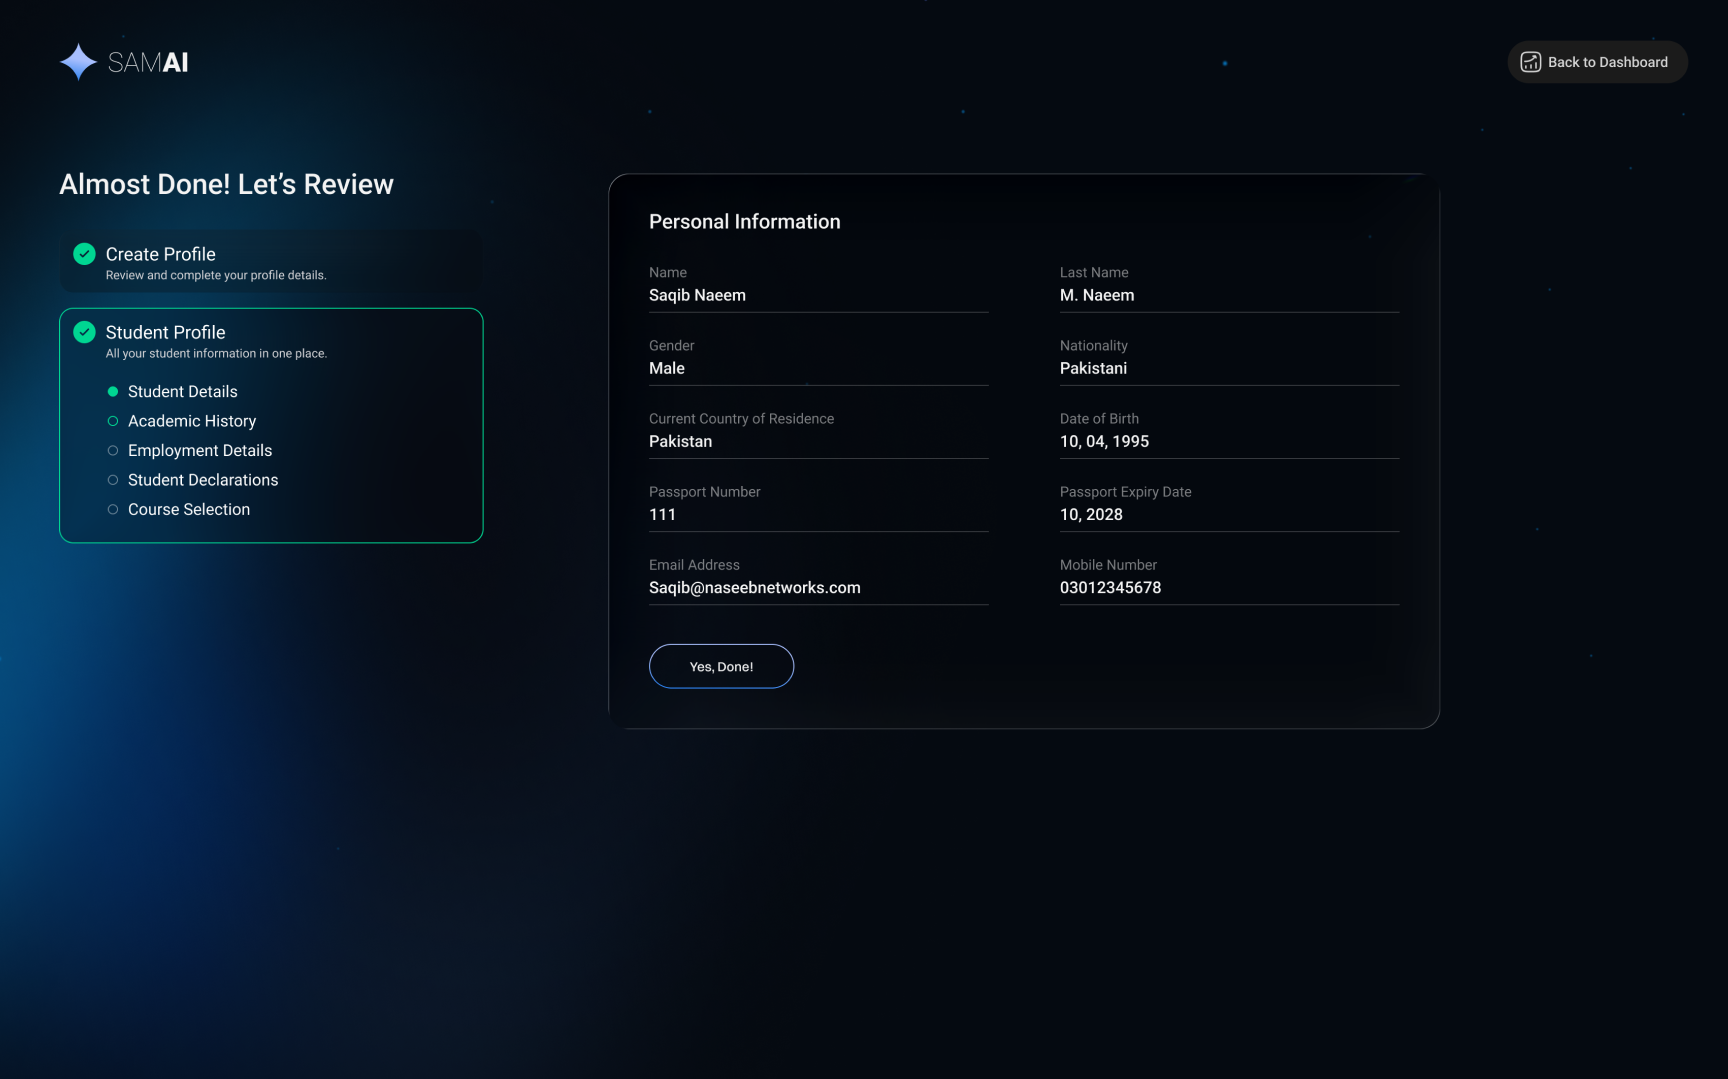 SAMAI
Back to Dashboard
Almost Done! Let’s Review
Create Profile
Review and complete your profile details.
Student Profile
All your student information in one place.
Student Details
Academic History
Employment Details
Student Declarations
Course Selection
Personal Information
Name
Saqib Naeem
Last Name
M. Naeem
Gender
Male
Nationality
Pakistani
Current Country of Residence
Pakistan
Date of Birth
10, 04, 1995
Passport Number
111
Passport Expiry Date
10, 2028
Email Address
Saqib@naseebnetworks.com
Mobile Number
03012345678
Yes, Done!